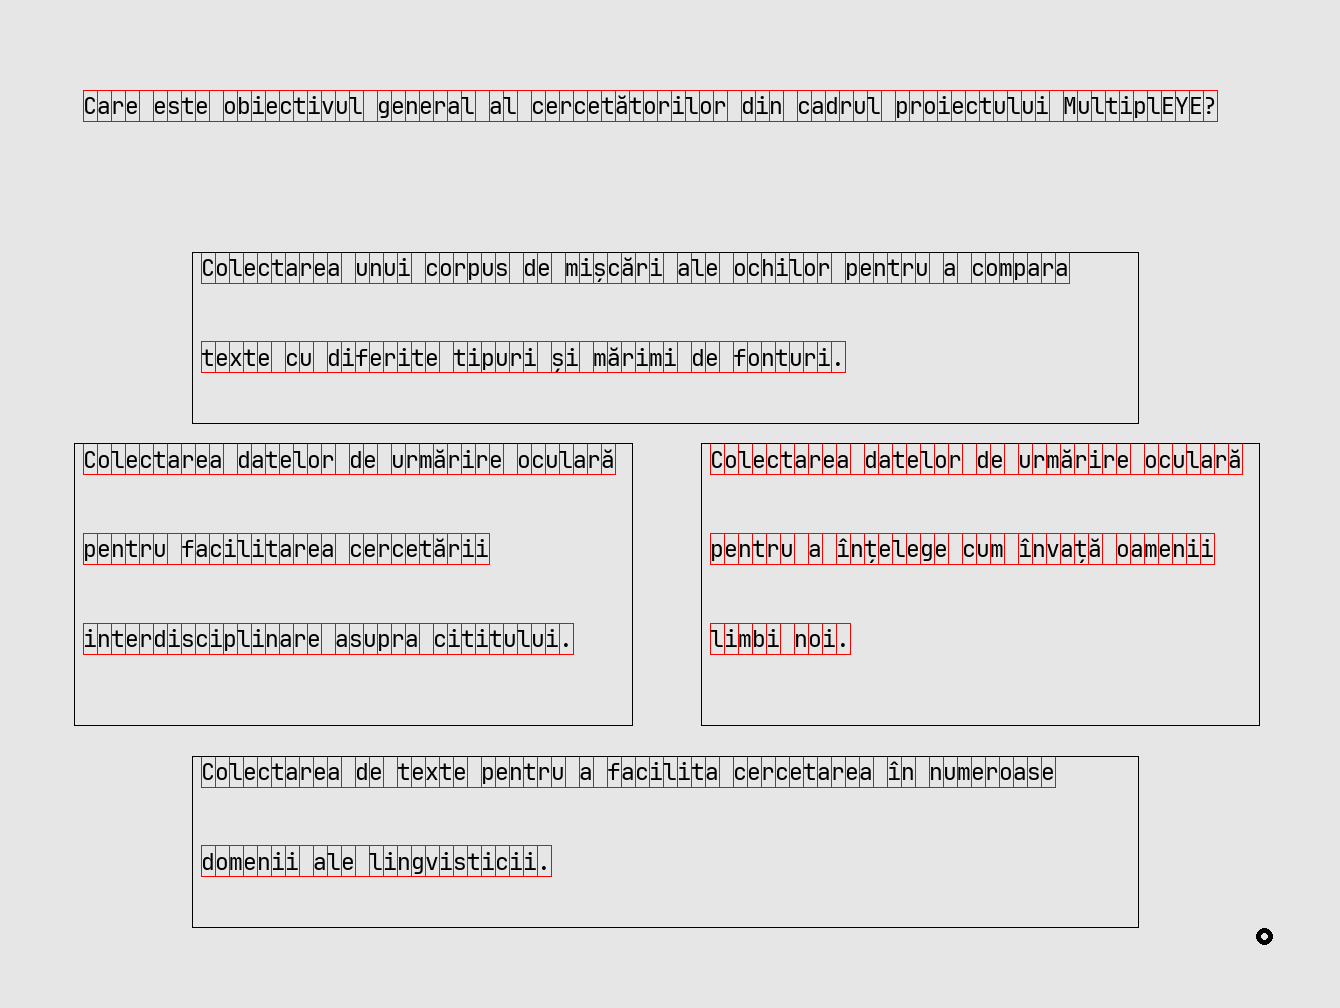 Care este obiectivul general al cercetătorilor din cadrul proiectului MultiplEYE?
Colectarea unui corpus de mișcări ale ochilor pentru a compara
texte cu diferite tipuri și mărimi de fonturi.
Colectarea datelor de urmărire oculară
pentru facilitarea cercetării
interdisciplinare asupra cititului.
Colectarea datelor de urmărire oculară
pentru a înțelege cum învață oamenii
limbi noi.
Colectarea de texte pentru a facilita cercetarea în numeroase
domenii ale lingvisticii.